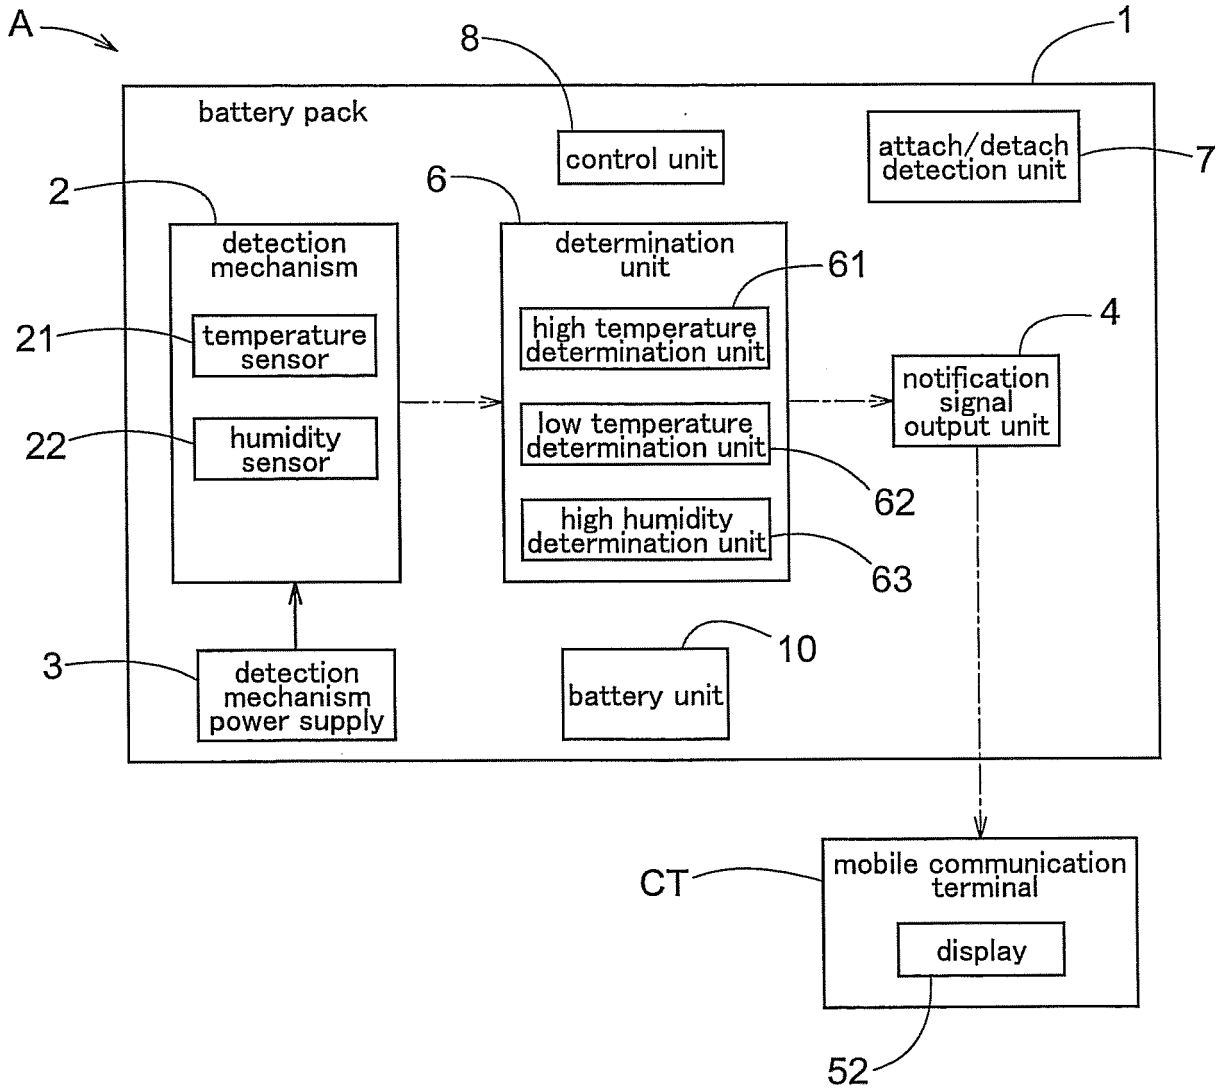 A
1
8
battery pack
control unit
attach/detach
detection unit
7
2
6
detection
mechanism
determination
unit
61
21
temperature
sensor
high temperature
determination unit
4
notification
signal
output unit
22
humidity
sensor
low temperature
determination unit
62
high humidity
determination unit
63
3
detection
mechanism
power supply
10
battery unit
CT
mobile communication
terminal
display
52